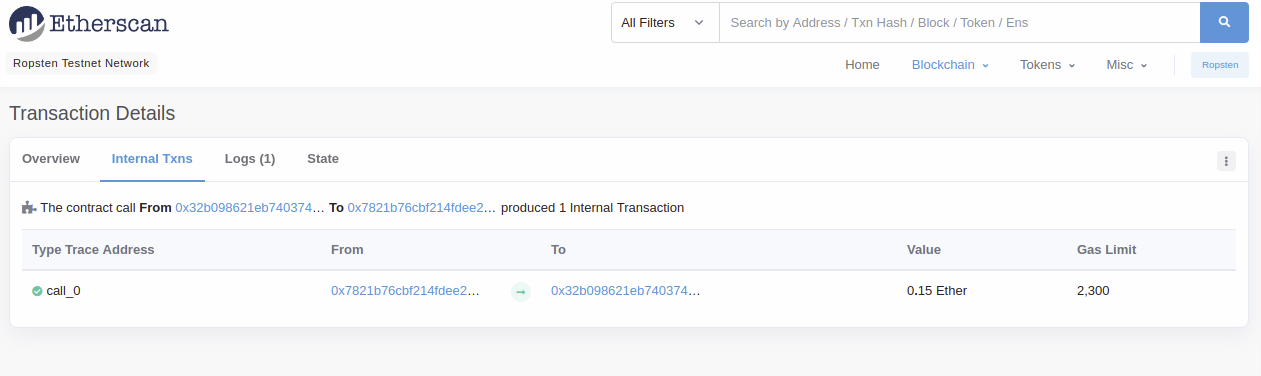 Etherscan
All Filters
Search by Address / Txn Hash / Block / Token / Ens
Ropsten Testnet Network
Home Blockchain Tokens Misc Ropsten
Transaction Details
Overview Internal Txns Logs (1) State
The contract call From 0x32b098621eb740374... To 0x7821b76cbf214fdee2... produced 1 Internal Transaction
Type Trace Address From To Value Gas Limit
call_0 0x7821b76cbf214fdee2... 0x32b098621eb740374... 0.15 Ether 2,300